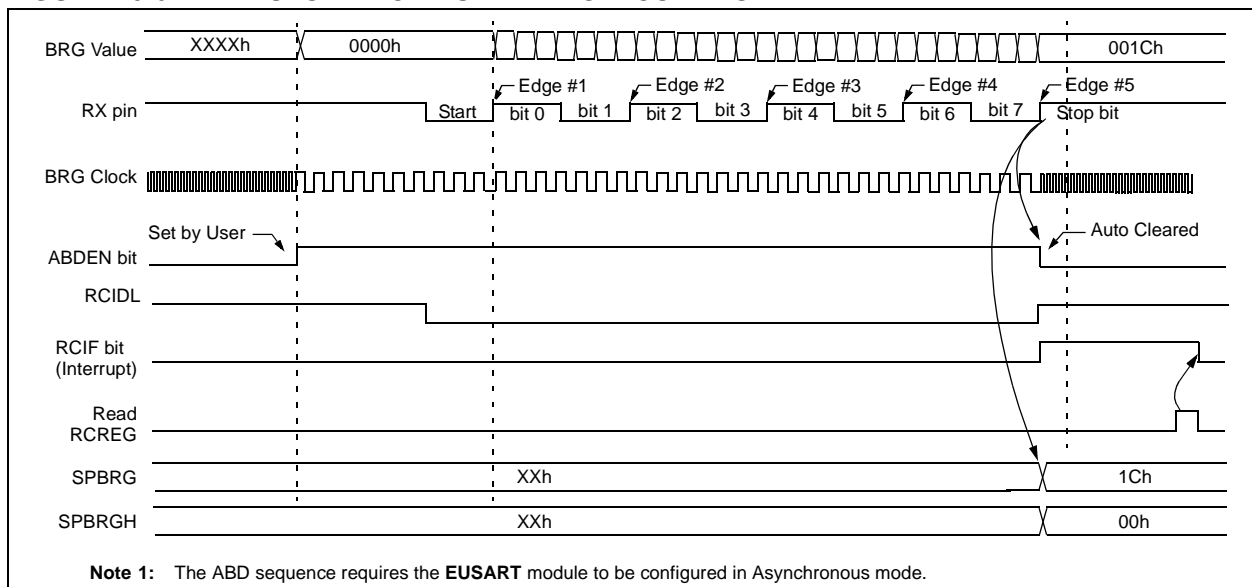 BRG Value XXXXh 0000h 001Ch
Edge #1 Edge #2 Edge #3 Edge #4 Edge #5
RX pin Start bit 0 bit 1 bit 2 bit 3 bit 4 bit 5 bit 6 bit 7 Stop bit
BRG Clock
Set by User Auto Cleared
ABDEN bit
RCIDL
RCIF bit
(Interrupt)
Read
RCREG
SPBRG XXh 1Ch
SPBRGH XXh 00h
Note 1: The ABD sequence requires the EUSART module to be configured in Asynchronous mode.